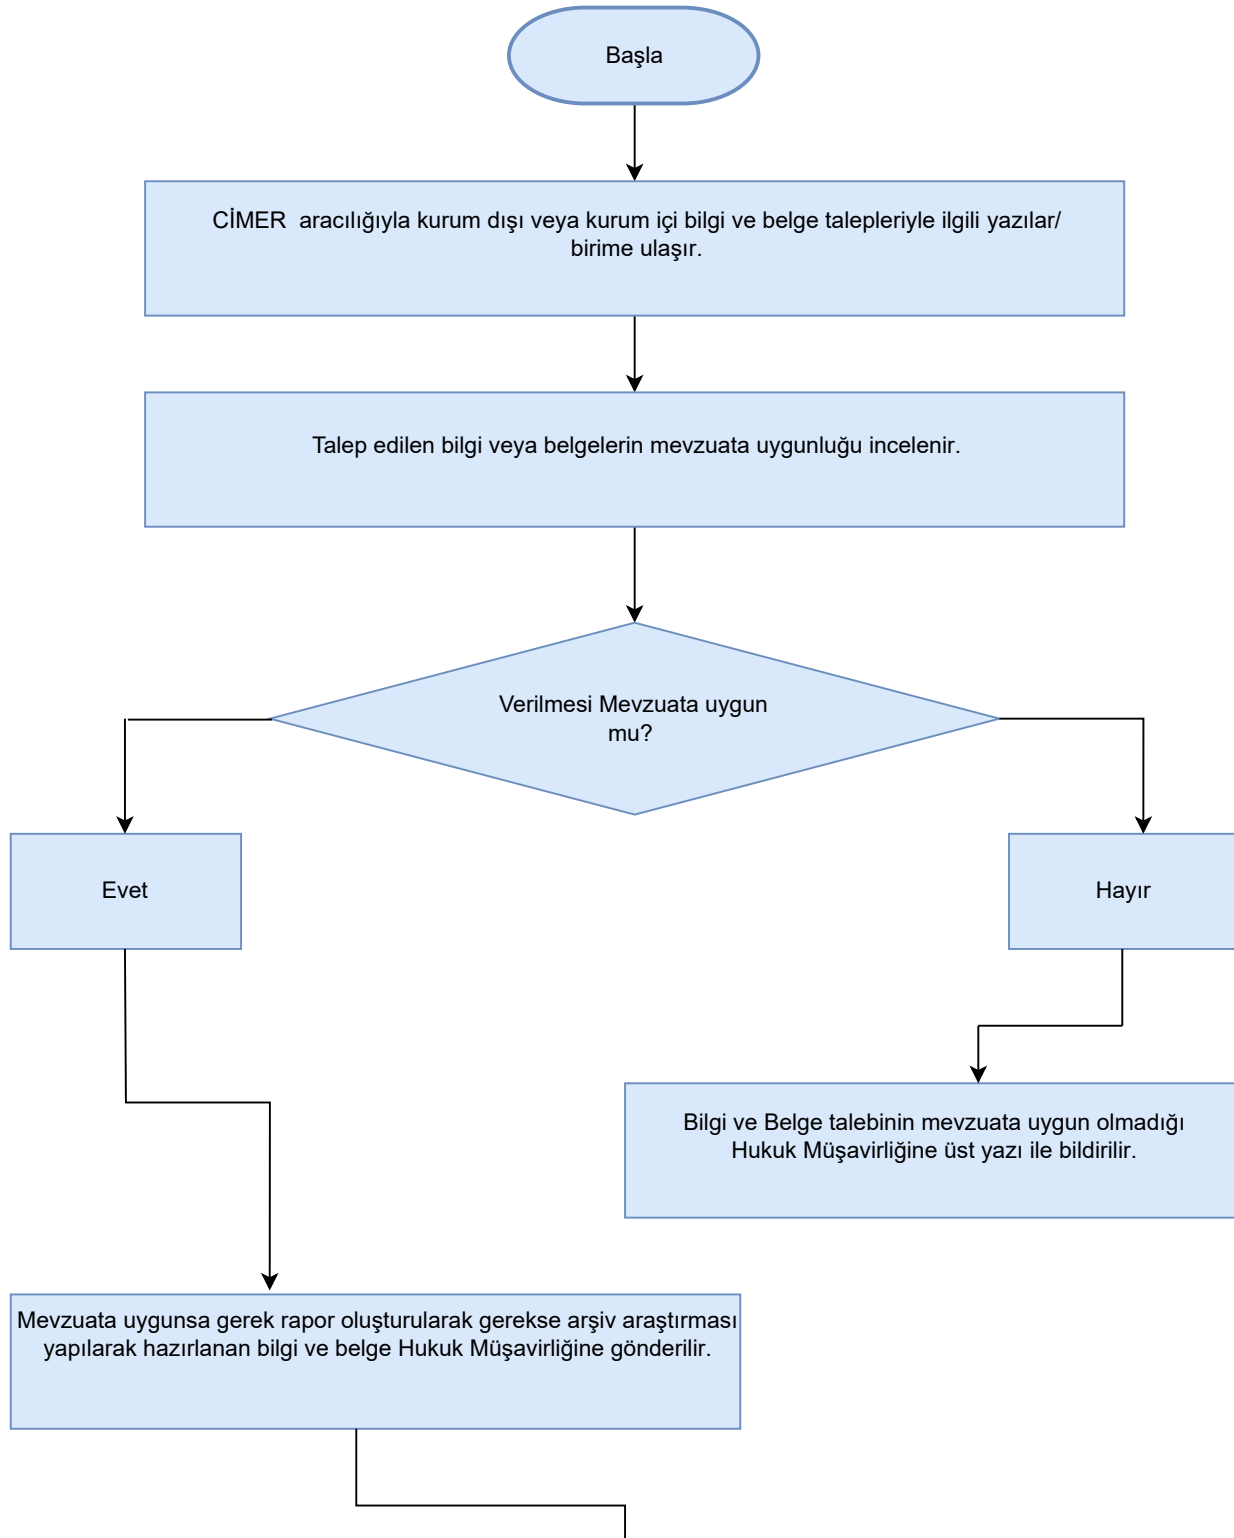 Başla
CİMER  aracılığıyla kurum dışı veya kurum içi bilgi ve belge talepleriyle ilgili yazılar/
birime ulaşır.
Talep edilen bilgi veya belgelerin mevzuata uygunluğu incelenir.
Verilmesi Mevzuata uygun
mu?
Evet
Hayır
Bilgi ve Belge talebinin mevzuata uygun olmadığı
Hukuk Müşavirliğine üst yazı ile bildirilir.
Mevzuata uygunsa gerek rapor oluşturularak gerekse arşiv araştırması
yapılarak hazırlanan bilgi ve belge Hukuk Müşavirliğine gönderilir.